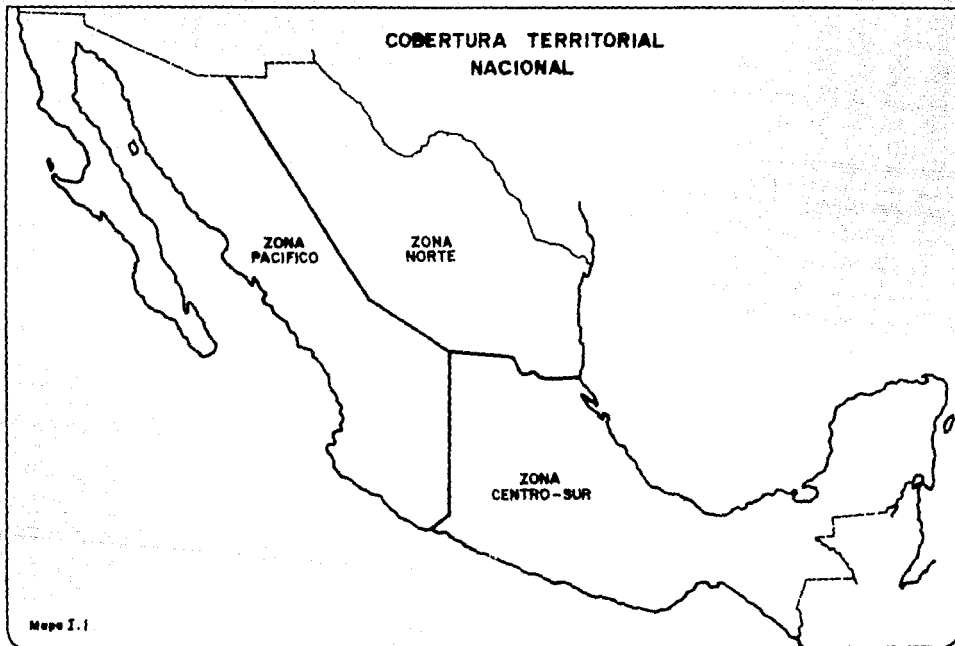 COBERTURA TERRITORIAL
NACIONAL
ZONA
PACIFICO
ZONA
NORTE
ZONA
CENTRO-SUR
Mapa I.1